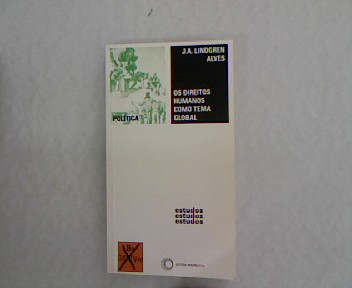 J.A. LINDGREN
ALVES
OS DIREITOS
HUMANOS
COMO TEMA
GLOBAL
POLÍTICA
estudos
estudos
estudos